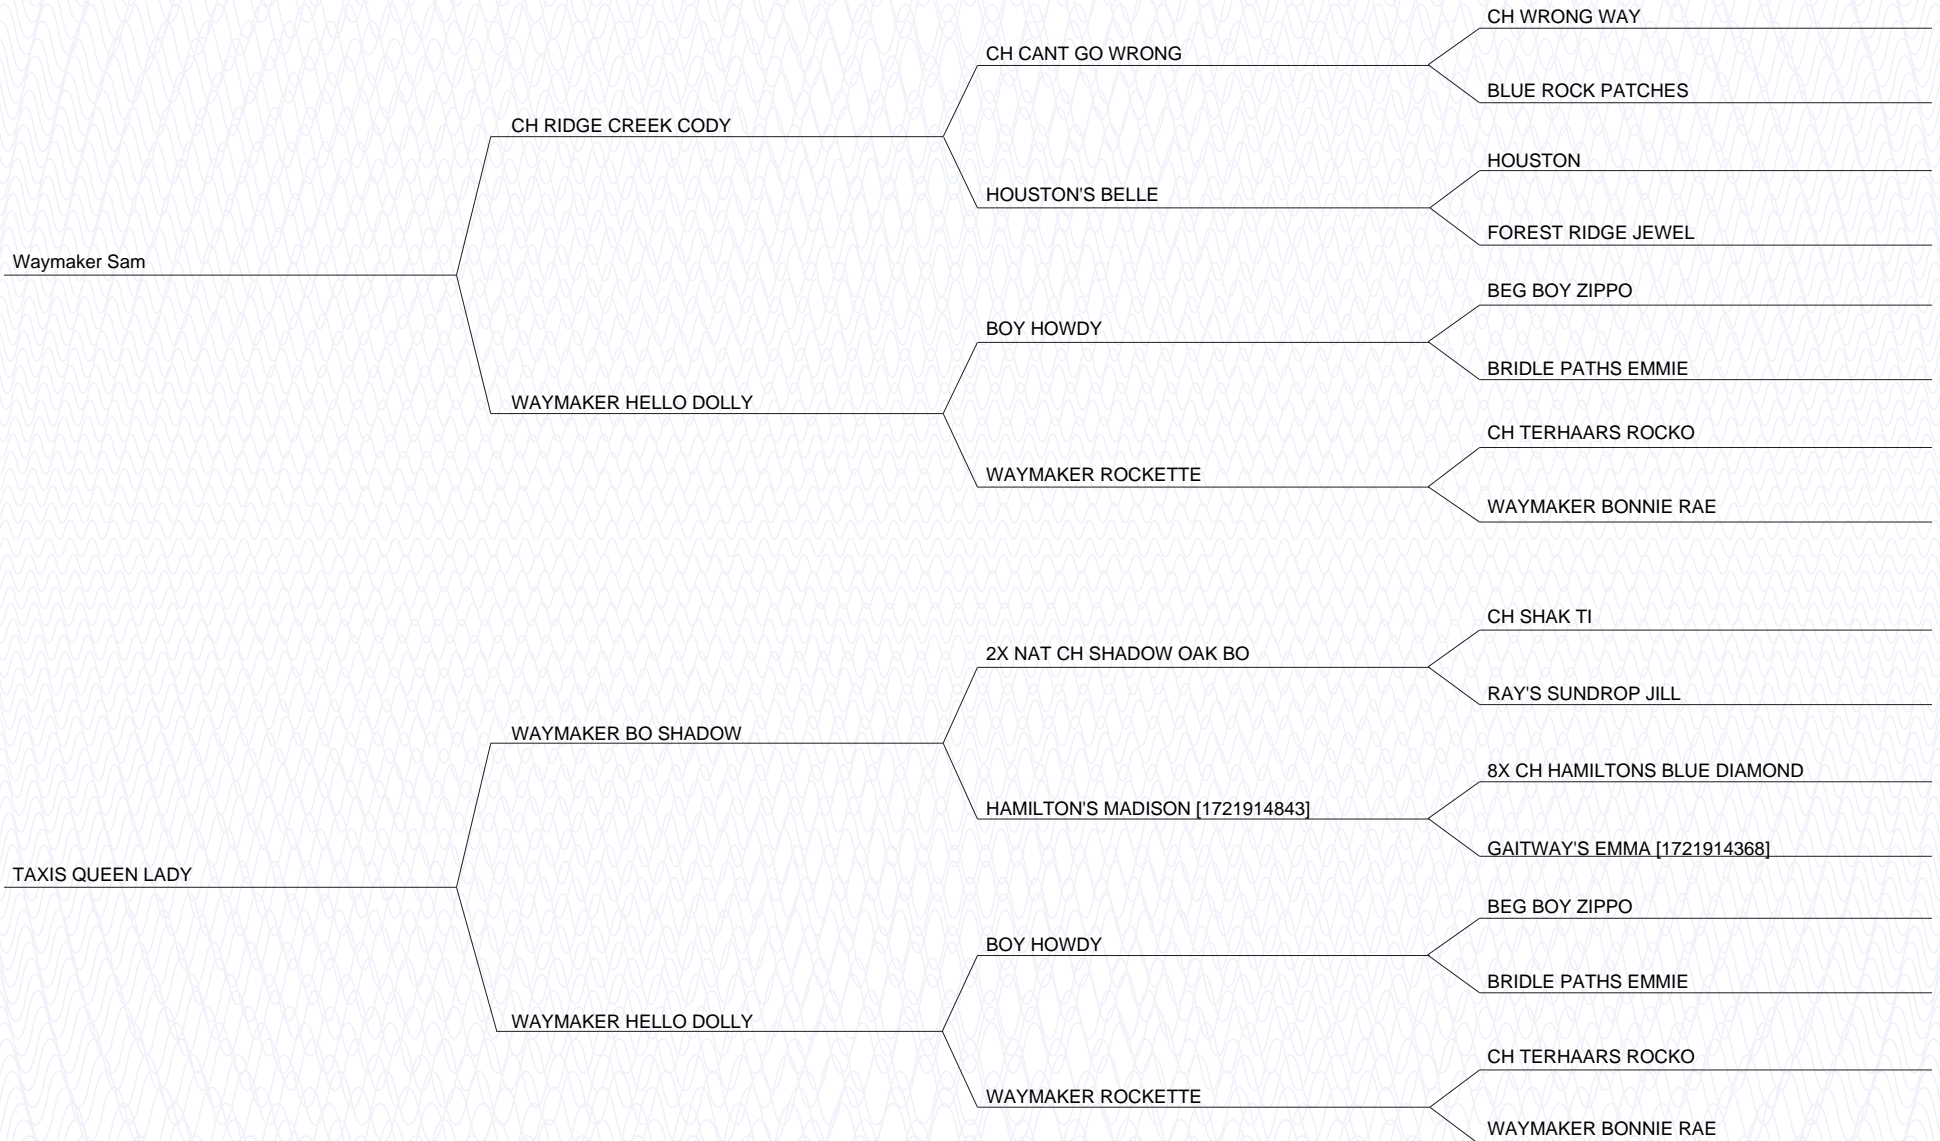 CH WRONG WAY
CH CANT GO WRONG
BLUE ROCK PATCHES
CH RIDGE CREEK CODY
HOUSTON
HOUSTON'S BELLE
FOREST RIDGE JEWEL
Waymaker Sam
BEG BOY ZIPPO
BOY HOWDY
BRIDLE PATHS EMMIE
WAYMAKER HELLO DOLLY
CH TERHAARS ROCKO
WAYMAKER ROCKETTE
WAYMAKER BONNIE RAE
CH SHAK TI
2X NAT CH SHADOW OAK BO
RAY'S SUNDROP JILL
WAYMAKER BO SHADOW
8X CH HAMILTONS BLUE DIAMOND
HAMILTON'S MADISON [1721914843]
GAITWAY'S EMMA [1721914368]
TAXIS QUEEN LADY
BEG BOY ZIPPO
BOY HOWDY
BRIDLE PATHS EMMIE
WAYMAKER HELLO DOLLY
CH TERHAARS ROCKO
WAYMAKER ROCKETTE
WAYMAKER BONNIE RAE